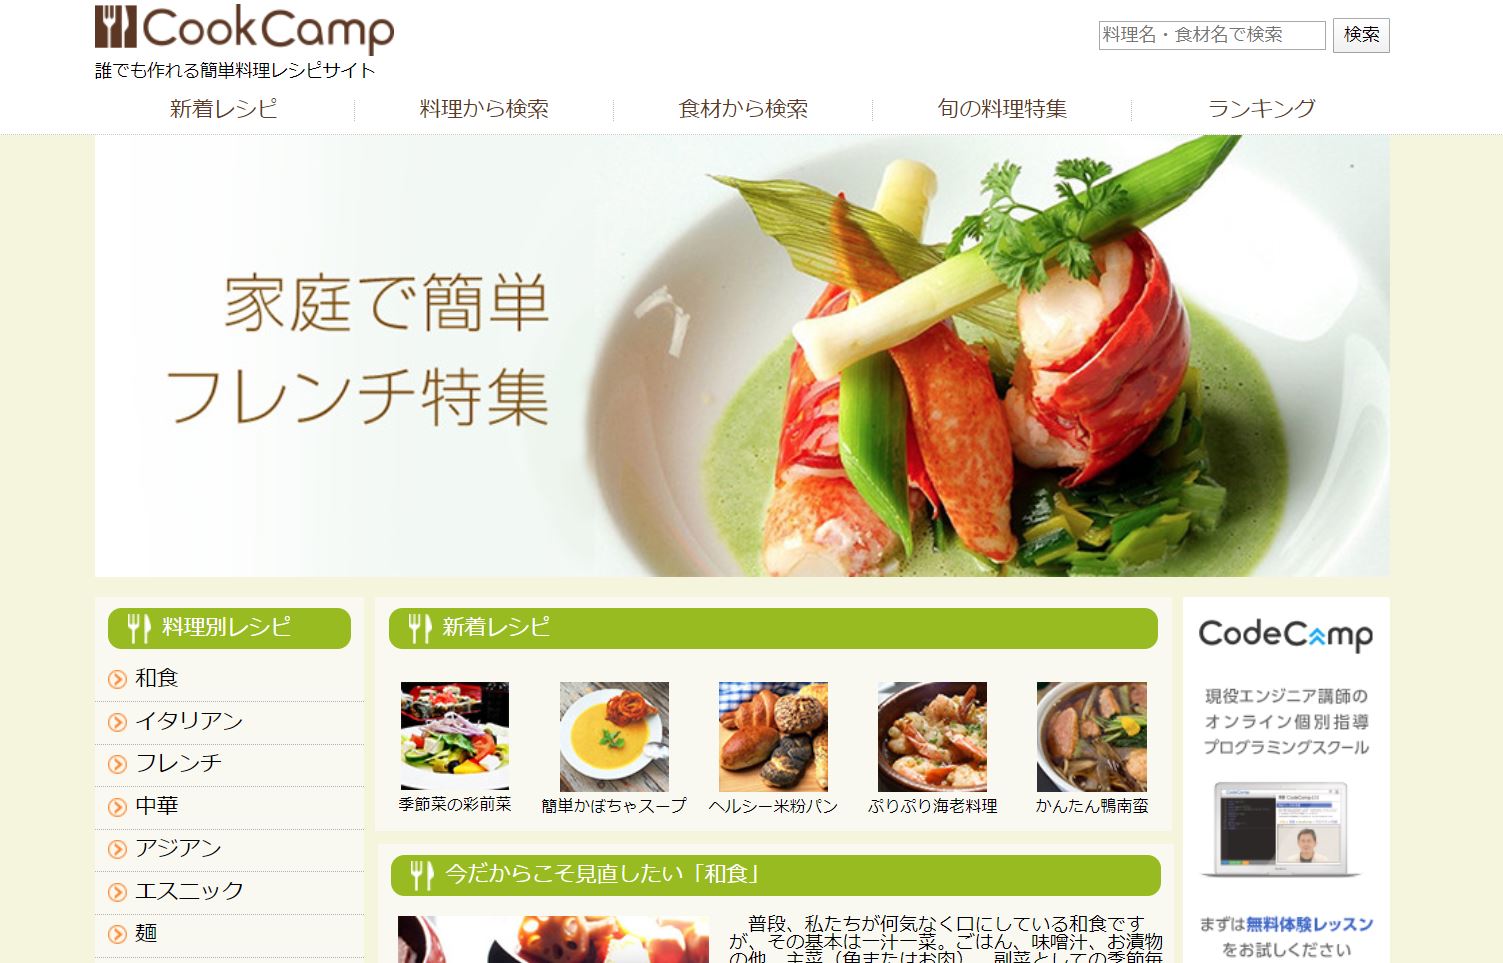 CookCamp
誰でも作れる簡単料理レシピサイト
料理名・食材名で検索
検索
新着レシピ
料理から検索
食材から検索
旬の料理特集
ランキング
家庭で簡単
フレンチ特集
料理別レシピ
和食
イタリアン
フレンチ
中華
アジアン
エスニック
麺
新着レシピ
季節菜の彩前菜
簡単かぼちゃスープ
ヘルシー米粉パン
ぷりぷり海老料理
かんたん鴨南蛮
今だからこそ見直したい「和食」
普段、私たちが何気なく口にしている和食です
が、その基本は一汁一菜。ごはん、味噌汁、お漬物
の他、主菜（魚またはお肉）、副菜としての季節毎
CodeCamp
現役エンジニア講師の
オンライン個別指導
プログラミングスクール
まずは無料体験レッスン
をお試しください